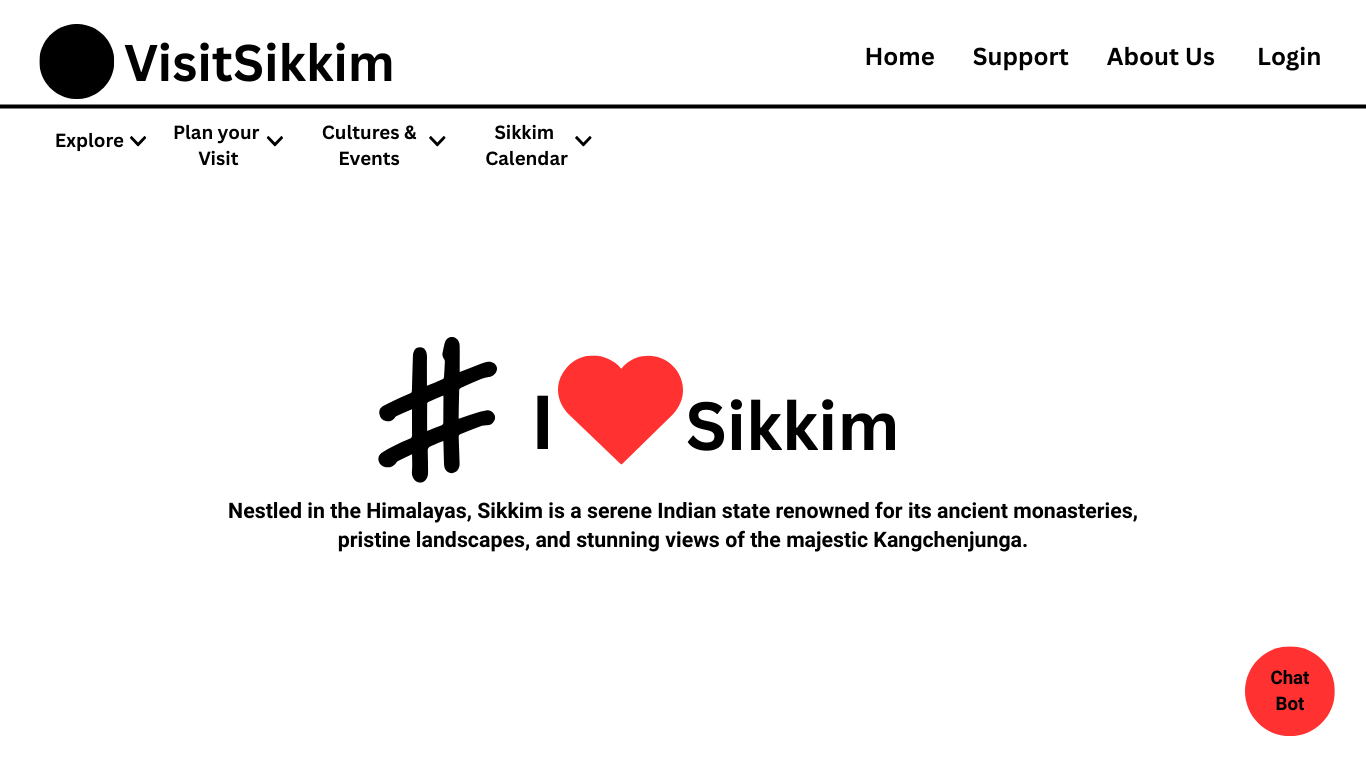 VisitSikkim
Home Support About Us Login
Explore
Plan your
Visit
Cultures &
Events
Sikkim
Calendar
# I ❤ Sikkim
Nestled in the Himalayas, Sikkim is a serene Indian state renowned for its ancient monasteries,
pristine landscapes, and stunning views of the majestic Kangchenjunga.
Chat
Bot